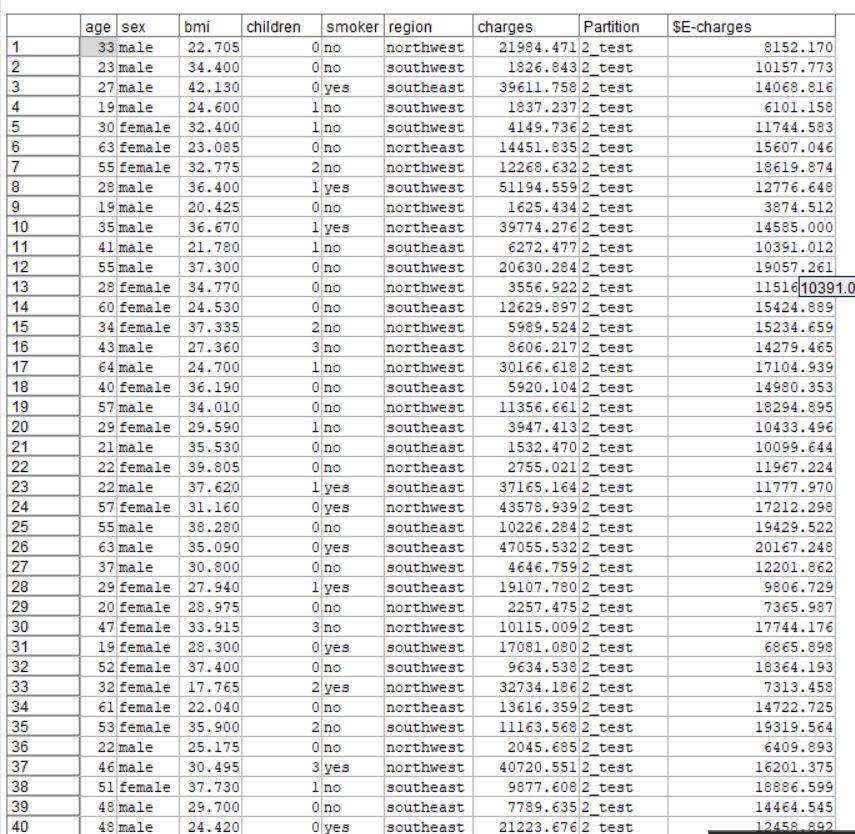 age sex bmi children smoker region charges Partition $E-charges
1 33 male 22.705 0 no northwest 21984.471 2_test 8152.170
2 23 male 34.400 0 no southwest 1826.843 2_test 10157.773
3 27 male 42.130 0 yes southeast 39611.758 2_test 14068.816
4 19 male 24.600 1 no southwest 1837.237 2_test 6101.158
5 30 female 32.400 1 no southwest 4149.736 2_test 11744.583
6 63 female 23.085 0 no northeast 14451.835 2_test 15607.046
7 55 female 32.775 2 no northwest 12268.632 2_test 18619.874
8 28 male 36.400 1 yes southwest 51194.559 2_test 12776.648
9 19 male 20.425 0 no northwest 1625.434 2_test 3874.512
10 35 male 36.670 1 yes northeast 39774.276 2_test 14585.000
11 41 male 21.780 1 no southeast 6272.477 2_test 10391.012
12 55 male 37.300 0 no southwest 20630.284 2_test 19057.261
13 28 female 34.770 0 no northwest 3556.922 2_test 11516 10391.0
14 60 female 24.530 0 no southeast 12629.897 2_test 15424.889
15 34 female 37.335 2 no northwest 5989.524 2_test 15234.659
16 43 male 27.360 3 no northeast 8606.217 2_test 14279.465
17 64 male 24.700 1 no northwest 30166.618 2_test 17104.939
18 40 female 36.190 0 no southeast 5920.104 2_test 14980.353
19 57 male 34.010 0 no northwest 11356.661 2_test 18294.895
20 29 female 29.590 1 no southeast 3947.413 2_test 10433.496
21 21 male 35.530 0 no southeast 1532.470 2_test 10099.644
22 22 female 39.805 0 no northeast 2755.021 2_test 11967.224
23 22 male 37.620 1 yes southeast 37165.164 2_test 11777.970
24 57 female 31.160 0 yes northwest 43578.939 2_test 17212.298
25 55 male 38.280 0 no southeast 10226.284 2_test 19429.522
26 63 male 35.090 0 yes southeast 47055.532 2_test 20167.248
27 37 male 30.800 0 no southwest 4646.759 2_test 12201.862
28 29 female 27.940 1 yes southeast 19107.780 2_test 9806.729
29 20 female 28.975 0 no northwest 2257.475 2_test 7365.987
30 47 female 33.915 3 no northwest 10115.009 2_test 17744.176
31 19 female 28.300 0 yes southwest 17081.080 2_test 6865.898
32 52 female 37.400 0 no southwest 9634.538 2_test 18364.193
33 32 female 17.765 2 yes northwest 32734.186 2_test 7313.458
34 61 female 22.040 0 no northeast 13616.359 2_test 14722.725
35 53 female 35.900 2 no southwest 11163.568 2_test 19319.564
36 22 male 25.175 0 no northwest 2045.685 2_test 6409.893
37 46 male 30.495 3 yes northwest 40720.551 2_test 16201.375
38 51 female 37.730 1 no southeast 9877.608 2_test 18886.599
39 48 male 29.700 0 no southeast 7789.635 2_test 14464.545
40 48 male 24.420 0 yes southeast 21223.676 2_test 12458.892